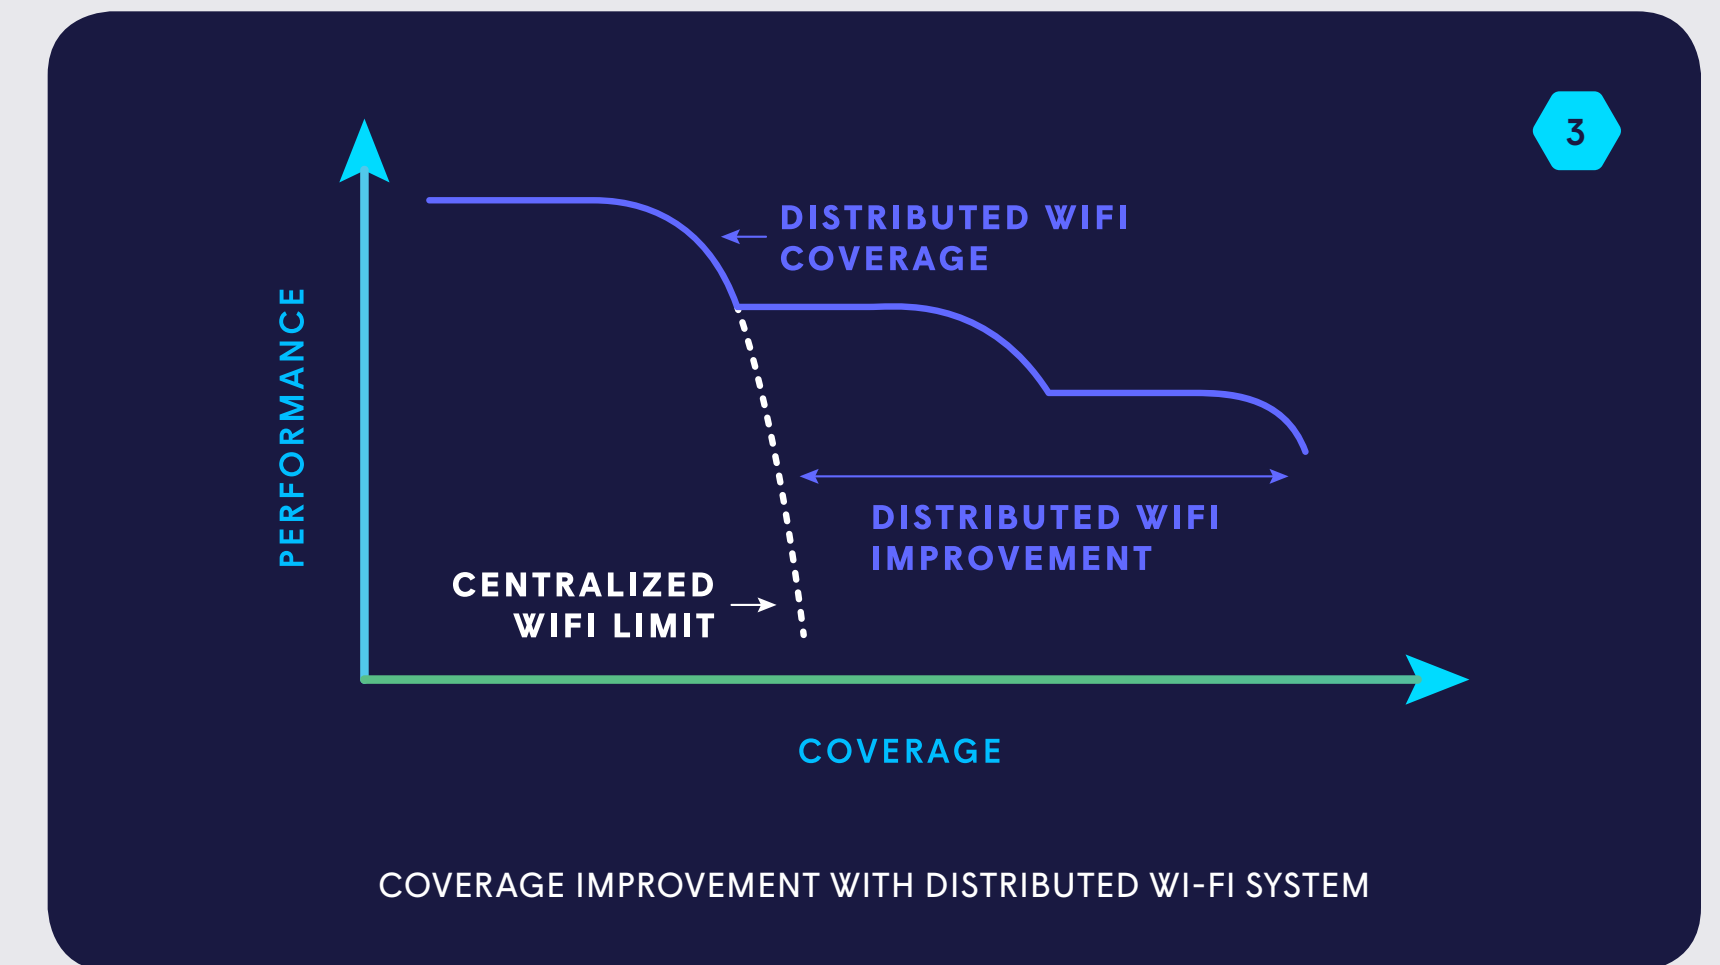 3
DISTRIBUTED WIFI
COVERAGE
PERFORMANCE
DISTRIBUTED WIFI
IMPROVEMENT
CENTRALIZED
WIFI LIMIT
COVERAGE
COVERAGE IMPROVEMENT WITH DISTRIBUTED WI-FI SYSTEM